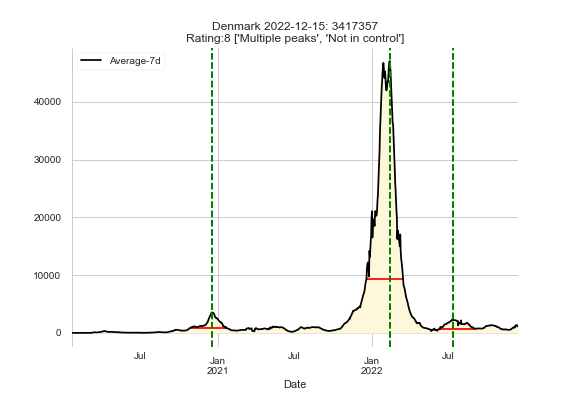 Denmark 2022-12-15: 3417357
Rating:8 ['Multiple peaks', 'Not in control']
Average-7d
40000
30000
20000
10000
0
Jul
Jan
2021
Jul
Jan
2022
Jul
Date